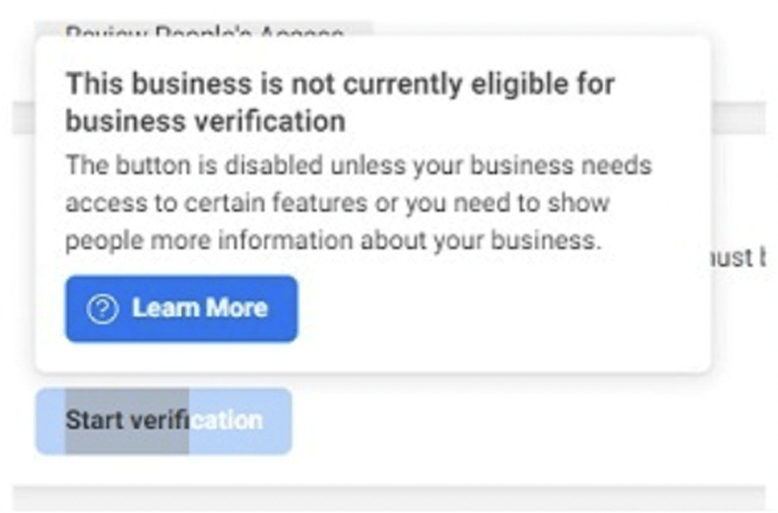 Review People's Access
This business is not currently eligible for
business verification
The button is disabled unless your business needs
access to certain features or you need to show
people more information about your business.
Learn More
Start verification